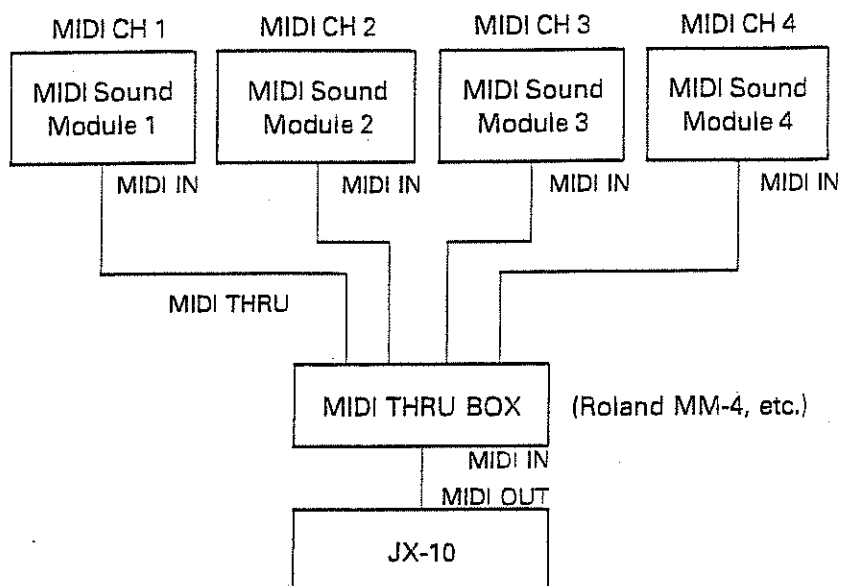 MIDI CH 1 MIDI CH 2 MIDI CH 3 MIDI CH 4
MIDI Sound Module 1
MIDI Sound Module 2
MIDI Sound Module 3
MIDI Sound Module 4
MIDI IN MIDI IN MIDI IN MIDI IN
MIDI THRU
MIDI THRU BOX (Roland MM-4, etc.)
MIDI IN
MIDI OUT
JX-10